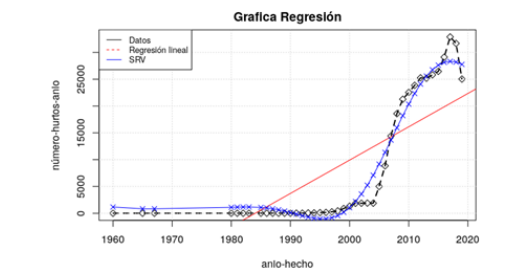 Grafica Regresión
Datos
Regresión lineal
SRV
número-hurtos-anio
25000
15000
5000
0
1960 1970 1980 1990 2000 2010 2020
anio-hecho